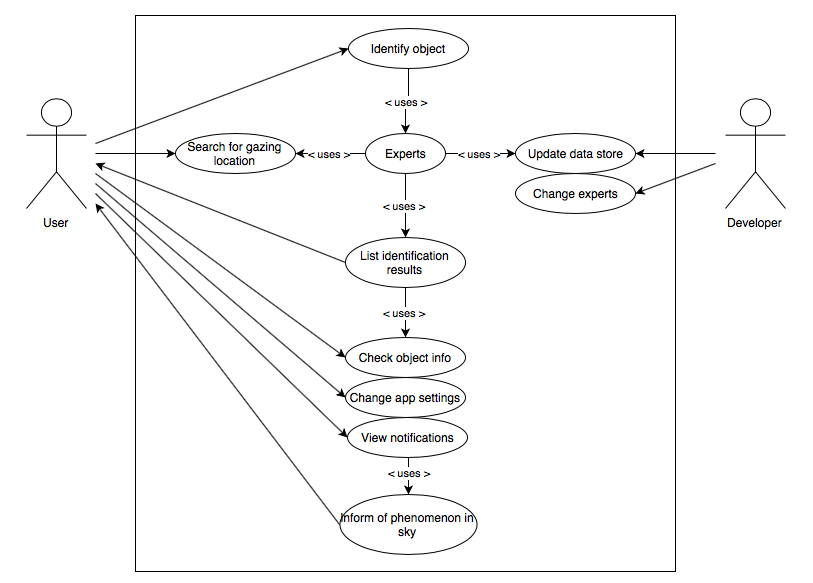 Identify object
< uses >
Search for gazing
location
< uses >
Experts
< uses >
Update data store
Change experts
User
Developer
< uses >
List identification
results
< uses >
Check object info
Change app settings
View notifications
< uses >
Inform of phenomenon in
sky